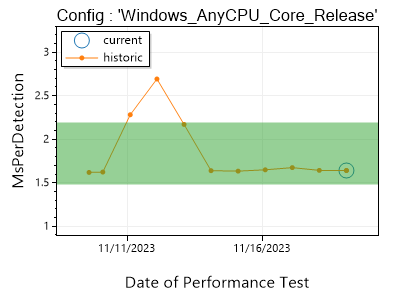 Config : 'Windows_AnyCPU_Core_Release'
current
historic
3
2.5
2
1.5
1
MsPerDetection
11/11/2023
11/16/2023
Date of Performance Test